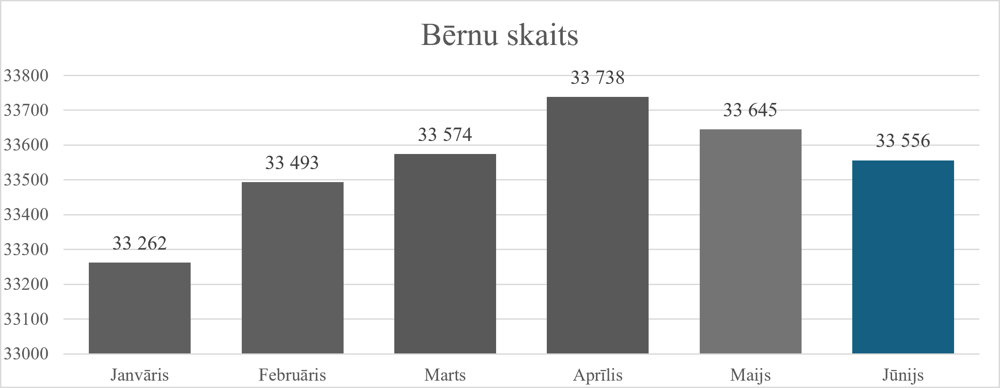 Bērnu skaits
33800
33700
33600
33500
33400
33300
33200
33100
33000
33 262
33 493
33 574
33 738
33 645
33 556
Janvāris
Februāris
Marts
Aprīlis
Maijs
Jūnijs